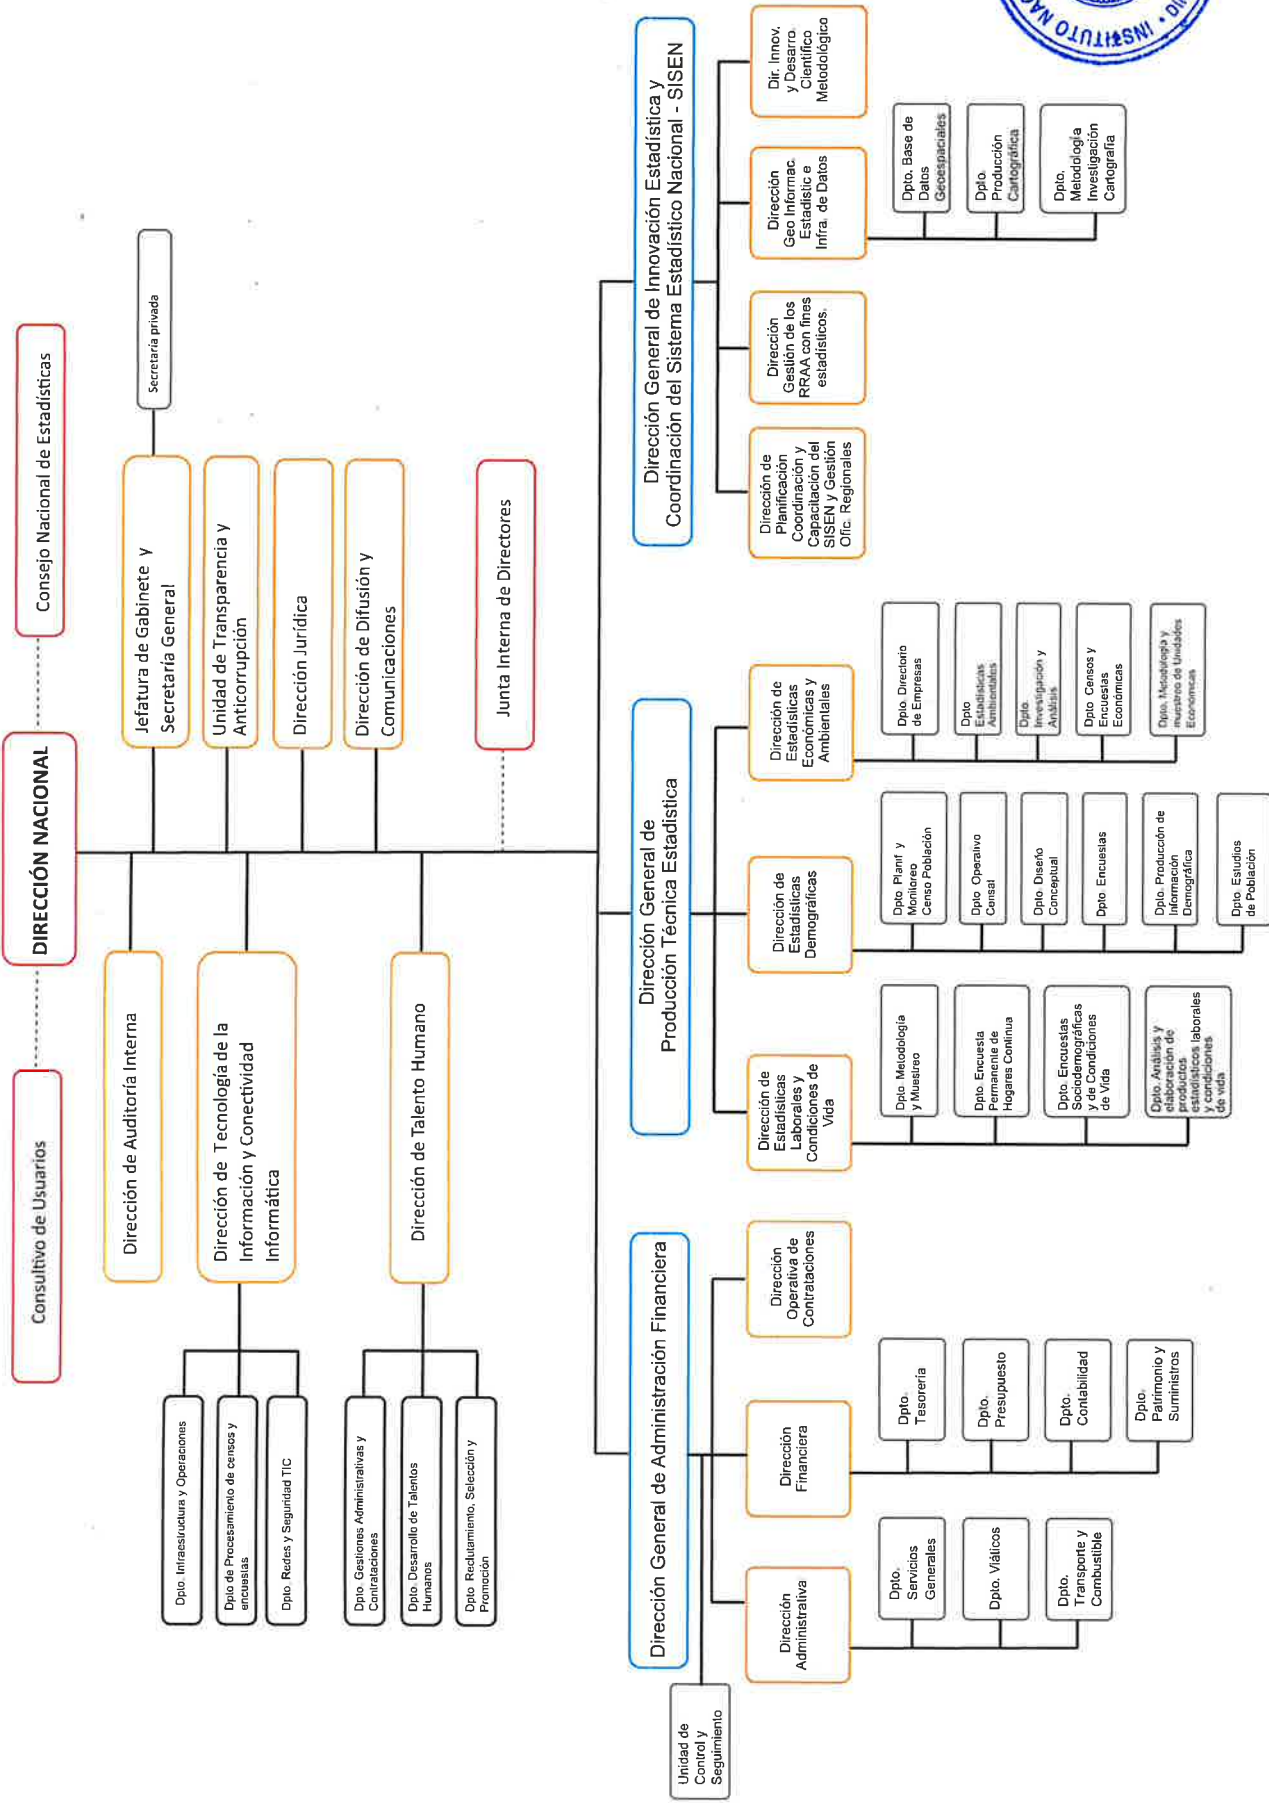 Consultivo de Usuarios
DIRECCIÓN NACIONAL
Consejo Nacional de Estadísticas
Dirección de Auditoría Interna
Dirección de Tecnología de la
Información y Conectividad
Informática
Dpto. Infraestructura y Operaciones
Dpto de Procesamiento de censos y
encuestas
Dpto. Redes y Seguridad TIC
Dirección de Talento Humano
Dpto. Gestiones Administrativas y
Contrataciones
Dpto. Desarrollo de Talentos
Humanos
Dpto Reclutamiento, Selección y
Promoción
Jefatura de Gabinete y
Secretaría General
Secretaría privada
Unidad de Transparencia y
Anticorrupción
Dirección Jurídica
Dirección de Difusión y
Comunicaciones
Junta Interna de Directores
Dirección General de Administración Financiera
Unidad de
Control y
Seguimiento
Dirección
Administrativa
Dpto.
Servicios
Generales
Dpto. Viáticos
Dpto.
Transporte y
Combustible
Dirección
Financiera
Dpto.
Tesorería
Dpto.
Presupuesto
Dpto.
Contabilidad
Dpto.
Patrimonio y
Suministros
Dirección
Operativa de
Contrataciones
Dirección General de
Producción Técnica Estadística
Dirección de
Estadísticas
Laborales y
Condiciones de
Vida
Dpto. Metodología
y Muestreo
Dpto. Encuesta
Permanente de
Hogares Continua
Dpto. Encuestas
Sociodemográficas
y de Condiciones
de Vida
Dpto. Análisis y
elaboración de
productos
estadísticos laborales
y condiciones
de vida
Dirección de
Estadísticas
Demográficas
Dpto. Planif y
Monitoreo
Censo Población
Dpto Operativo
Censal
Dpto. Diseño
Conceptual
Dpto. Encuestas
Dpto. Producción de
Información
Demográfica
Dpto. Estudios
de Población
Dirección de
Estadísticas
Económicas y
Ambientales
Dpto. Directorio
de Empresas
Dpto
Estadísticas
Ambientales
Dpto.
Investigación y
Análisis
Dpto Censos y
Encuestas
Económicas
Dpto. Metodología y
muestreo de Unidades
Económicas
Dirección General de Innovación Estadística y
Coordinación del Sistema Estadístico Nacional - SISEN
Dirección de
Planificación
Coordinación y
Capacitación del
SISEN y Gestión
Ofic. Regionales
Dirección
Gestión de los
RRAA con fines
estadísticos.
Dirección
Geo Informac.
Estadistic e
Infra. de Datos
Dpto. Base de
Datos
Geoespaciales
Dpto.
Producción
Cartográfica
Dpto.
Metodología
Investigación
Cartografía
Dir. Innov.
y Desarro.
Científico
Metodológico
INSTITUTO